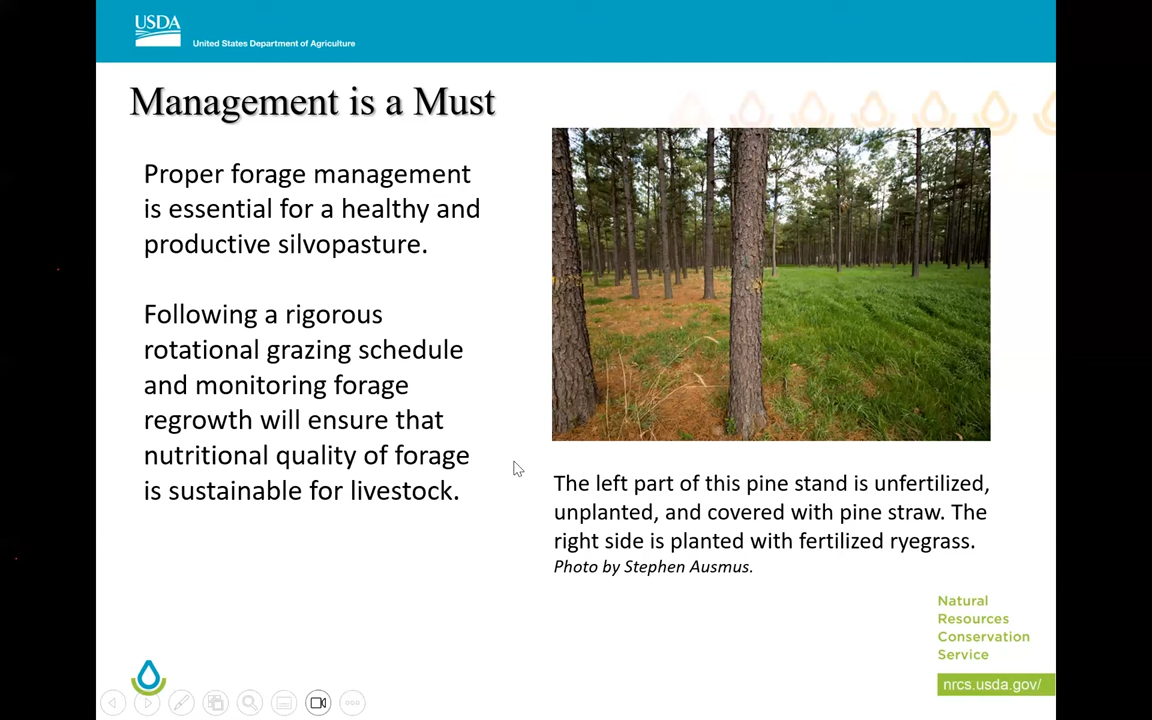 USDA
United States Department of Agriculture
Management is a Must
Proper forage management
is essential for a healthy and
productive silvopasture.
Following a rigorous
rotational grazing schedule
and monitoring forage
regrowth will ensure that
nutritional quality of forage
is sustainable for livestock.
The left part of this pine stand is unfertilized,
unplanted, and covered with pine straw. The
right side is planted with fertilized ryegrass.
Photo by Stephen Ausmus.
Natural
Resources
Conservation
Service
nrcs.usda.gov/